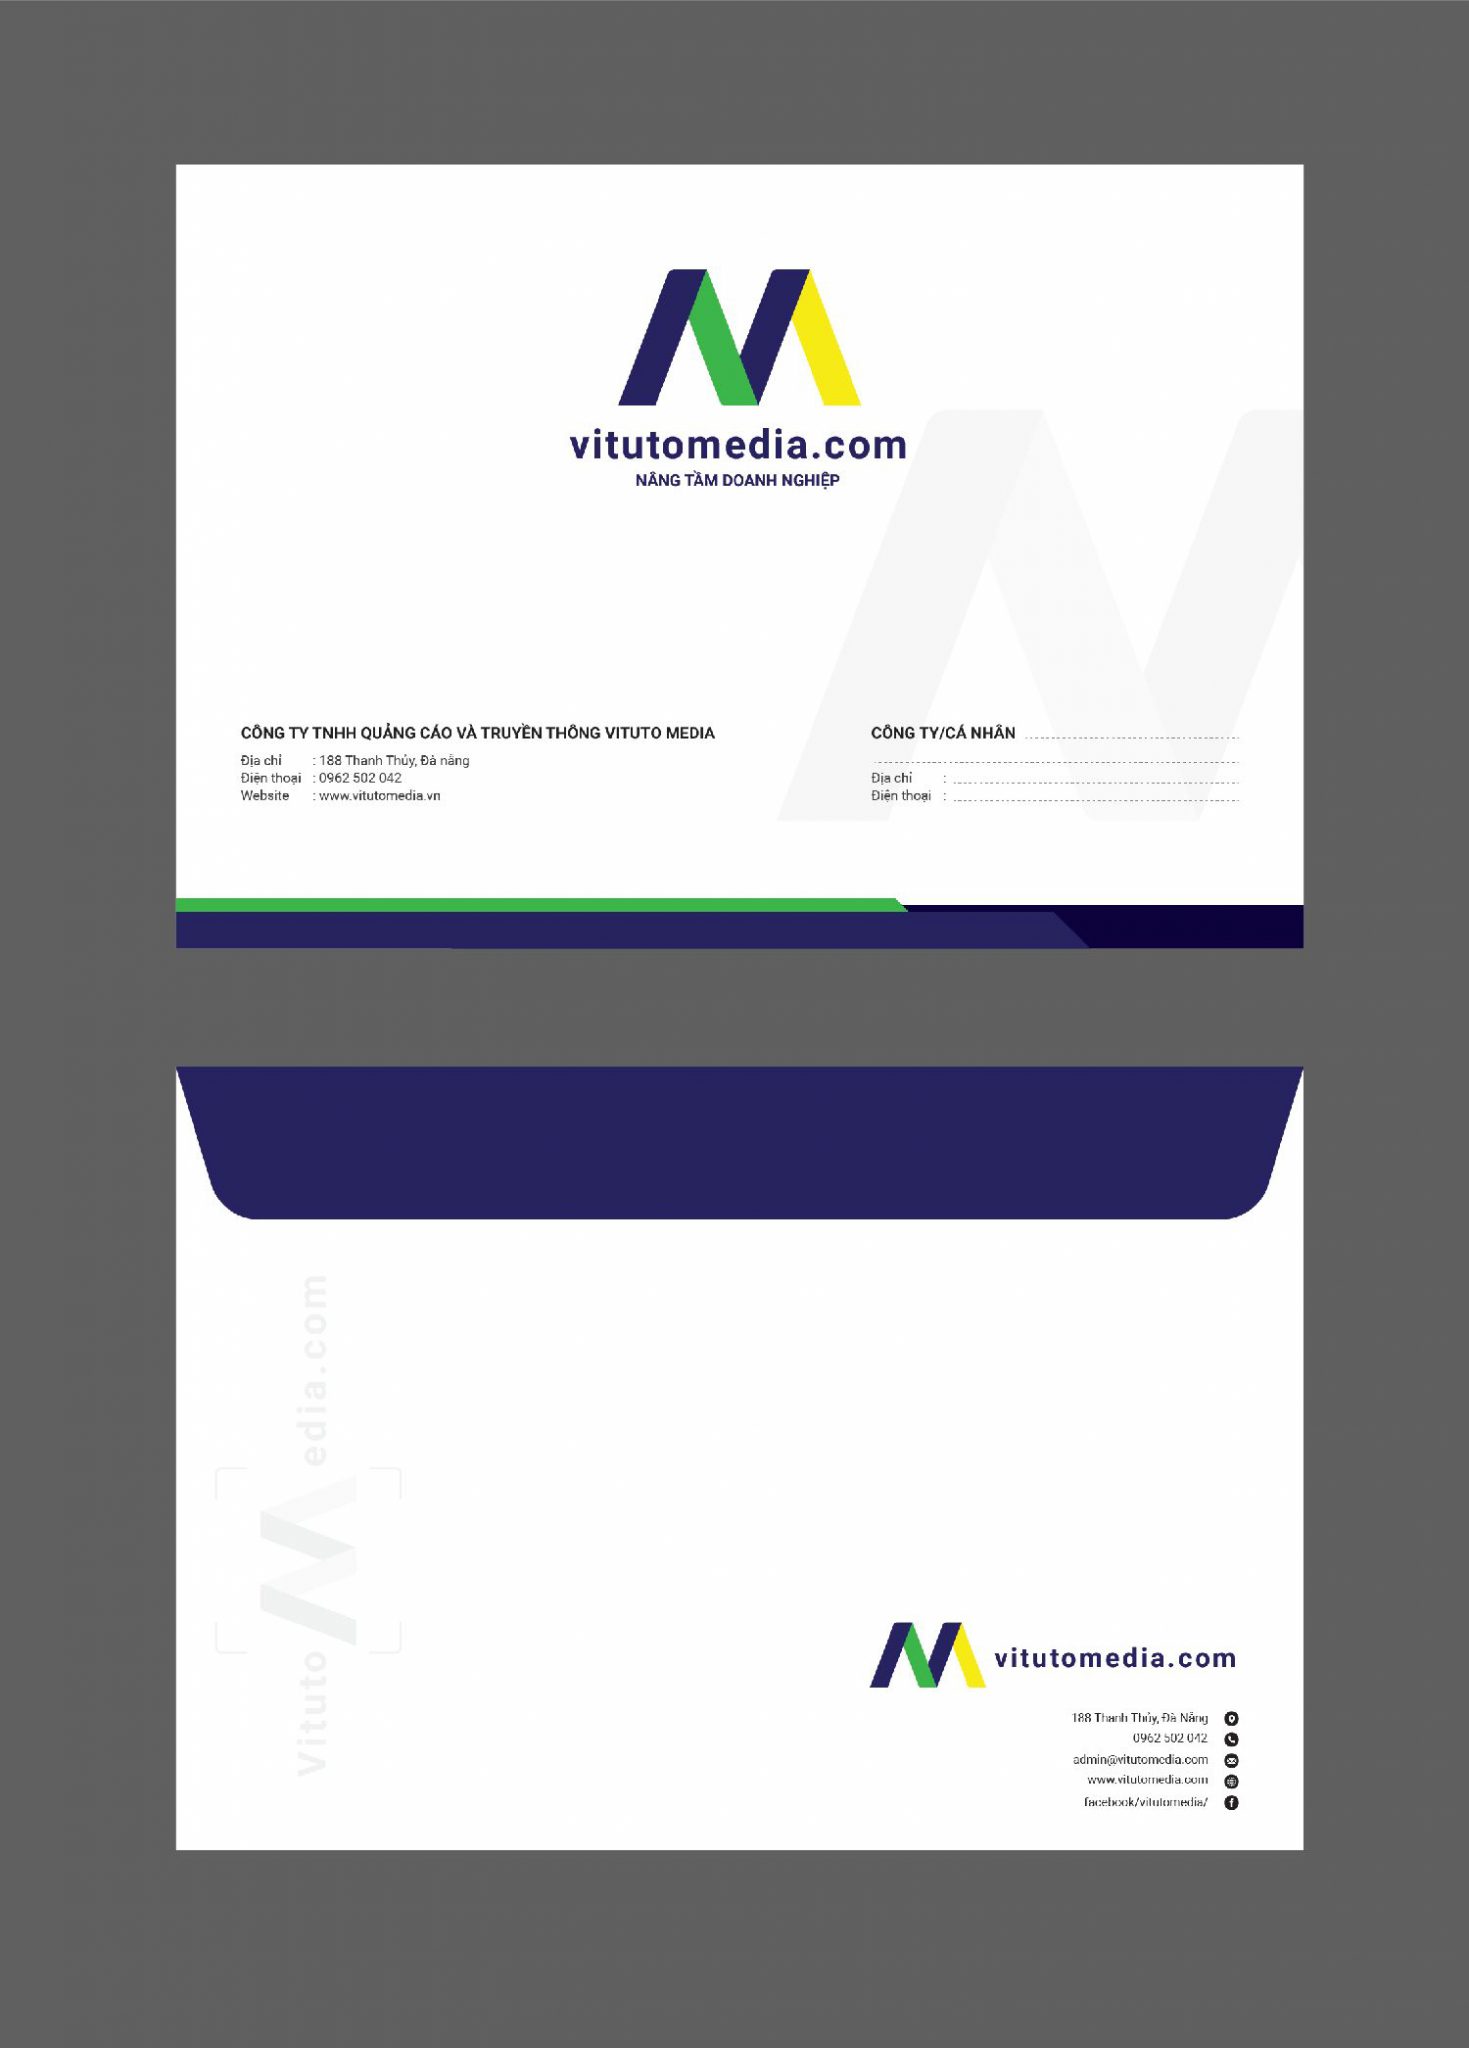 vitutomedia.com
NÂNG TẦM DOANH NGHIỆP
CÔNG TY TNHH QUẢNG CÁO VÀ TRUYỀN THÔNG VITUTO MEDIA
Địa chỉ : 188 Thanh Thủy, Đà nẵng
Điện thoại : 0962 502 042
Website : www.vitutomedia.vn
CÔNG TY/CÁ NHÂN
Địa chỉ :
Điện thoại :
Vituto edia.com
vitutomedia.com
188 Thanh Thủy, Đà Nẵng
0962 502 042
admin@vitutomedia.com
www.vitutomedia.com
facebook/vitutomedia/